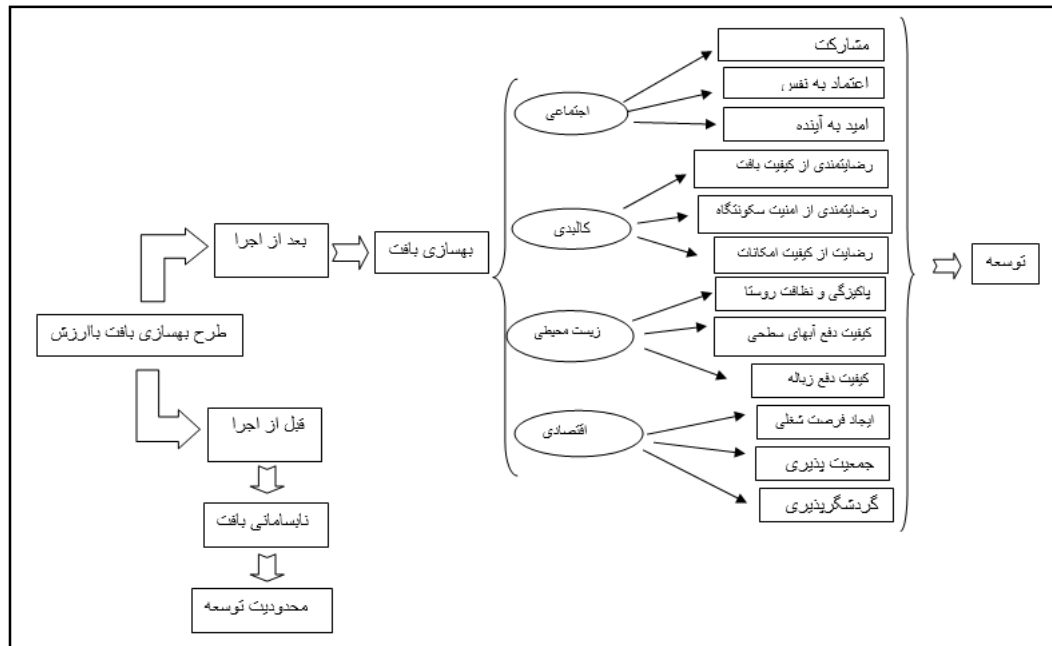 طرح بهسازی بافت باارزش
بعد از اجرا
بهسازی بافت
اجتماعی
مشارکت
اعتماد به نفس
امید به آینده
کالبدی
رضایتمندی از کیفیت بافت
رضایتمندی از امنیت سکونتگاه
رضایت از کیفیت امکانات
زیست محیطی
پاکیزگی و نظافت روستا
کیفیت دفع آبهای سطحی
کیفیت دفع زباله
اقتصادی
ایجاد فرصت شغلی
جمعیت پذیری
گردشگرپذیری
توسعه
قبل از اجرا
نابسامانی بافت
محدودیت توسعه